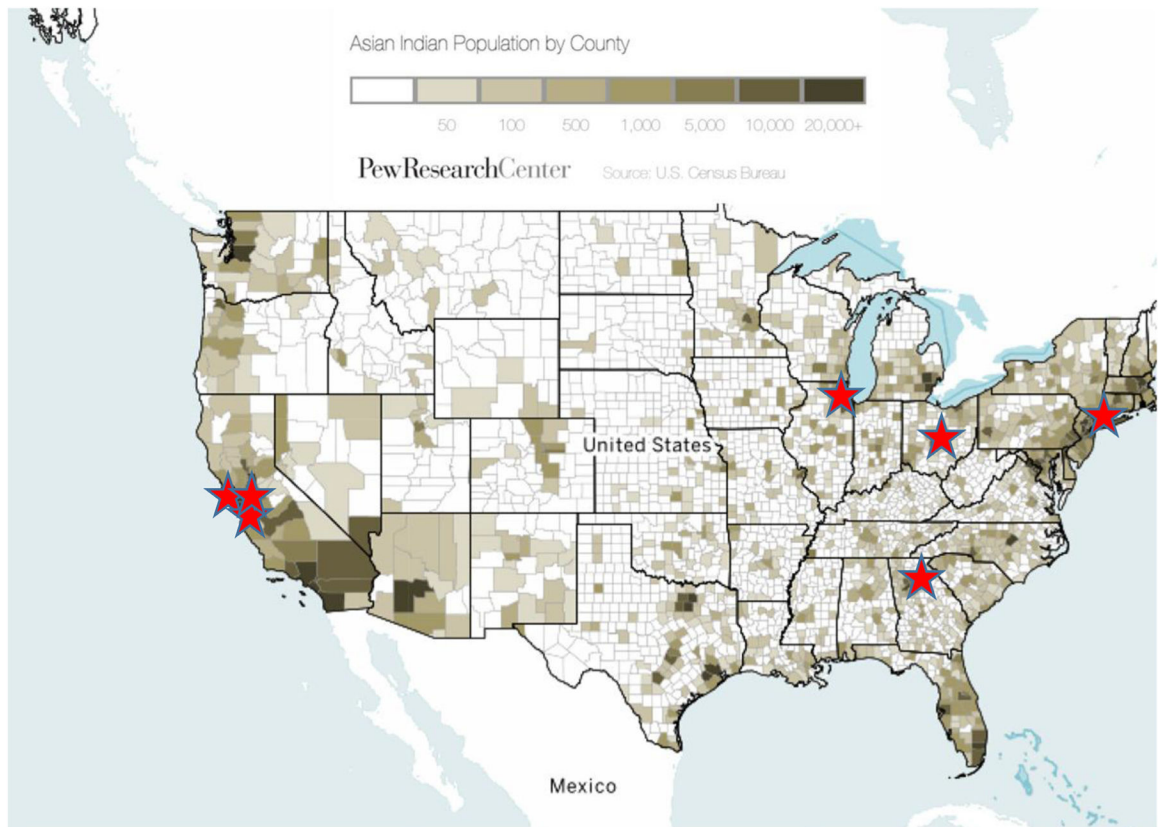 Asian Indian Population by County
50 100 500 1,000 5,000 10,000 20,000+
PewResearchCenter Source: U.S. Census Bureau
United States
Mexico